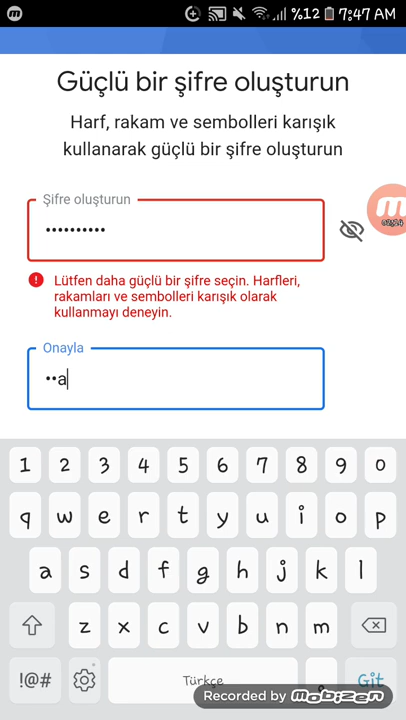 %12 7:47 AM
Güçlü bir şifre oluşturun
Harf, rakam ve sembolleri karışık
kullanarak güçlü bir şifre oluşturun
Şifre oluşturun
••••••••••
Lütfen daha güçlü bir şifre seçin. Harfleri,
rakamları ve sembolleri karışık olarak
kullanmayı deneyin.
Onayla
••a
1 2 3 4 5 6 7 8 9 0
q w e r t y u i o p
a s d f g h j k l
z x c v b n m
!@# Türkçe . Git
Recorded by mobizen